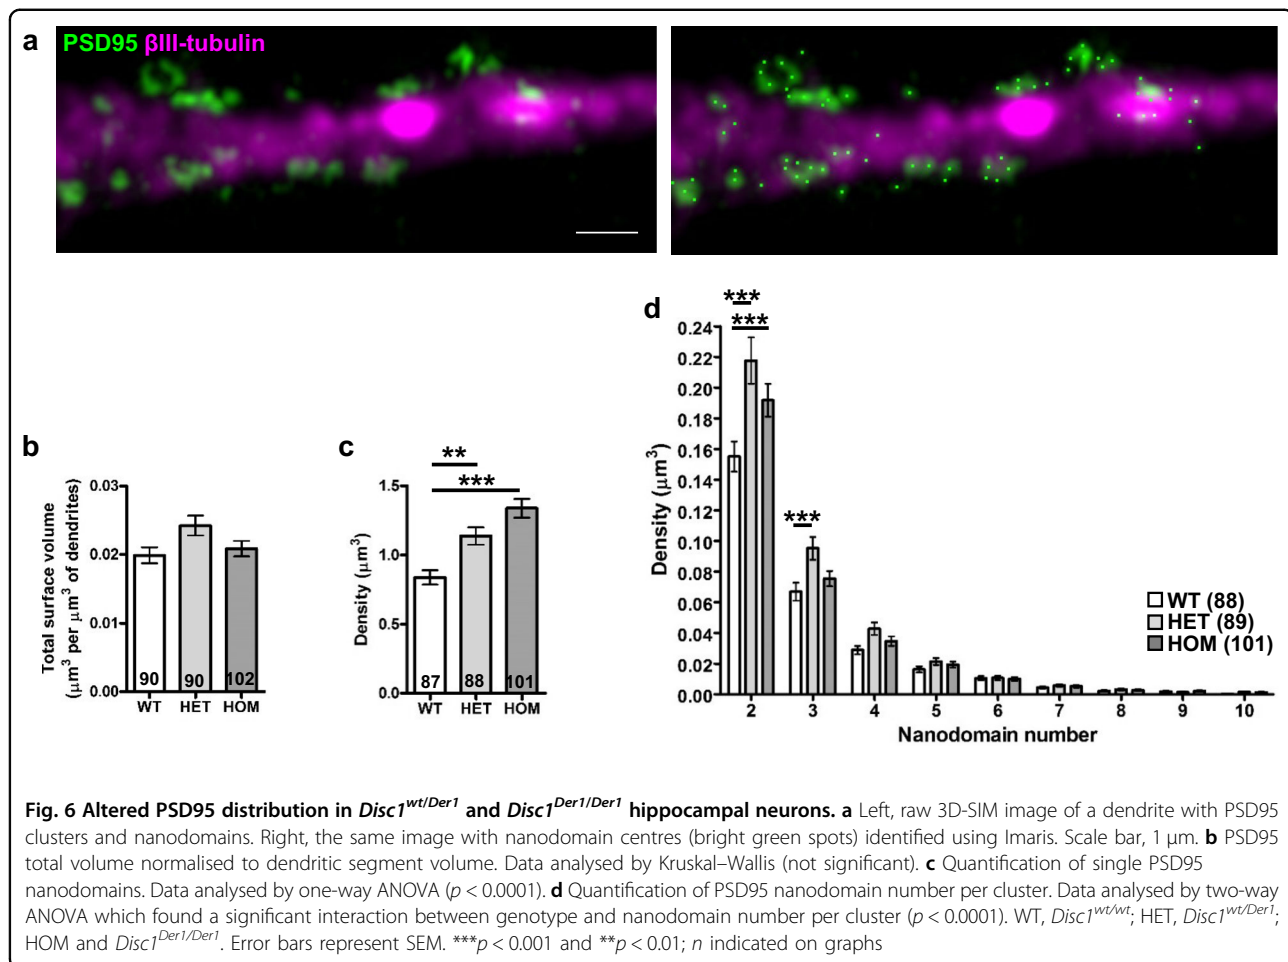 a
PSD95 βIII-tubulin
b
Total surface volume
(μm³ per μm³ of dendrites)
0.03
0.02
0.01
0.00
90
90
102
WT
HET
HOM
c
**
***
Density (μm³)
1.5
1.0
0.5
0.0
87
88
101
WT
HET
HOM
d
***
***
***
Density (μm³)
0.24
0.22
0.20
0.18
0.16
0.14
0.12
0.10
0.08
0.06
0.04
0.02
0.00
2
3
4
5
6
7
8
9
10
Nanodomain number
WT (88)
HET (89)
HOM (101)
Fig. 6 Altered PSD95 distribution in Disc1^wt/Der1 and Disc1^Der1/Der1 hippocampal neurons. a Left, raw 3D-SIM image of a dendrite with PSD95
clusters and nanodomains. Right, the same image with nanodomain centres (bright green spots) identified using Imaris. Scale bar, 1 μm. b PSD95
total volume normalised to dendritic segment volume. Data analysed by Kruskal–Wallis (not significant). c Quantification of single PSD95
nanodomains. Data analysed by one-way ANOVA (p < 0.0001). d Quantification of PSD95 nanodomain number per cluster. Data analysed by two-way
ANOVA which found a significant interaction between genotype and nanodomain number per cluster (p < 0.0001). WT, Disc1^wt/wt; HET, Disc1^wt/Der1;
HOM and Disc1^Der1/Der1. Error bars represent SEM. ***p < 0.001 and **p < 0.01; n indicated on graphs